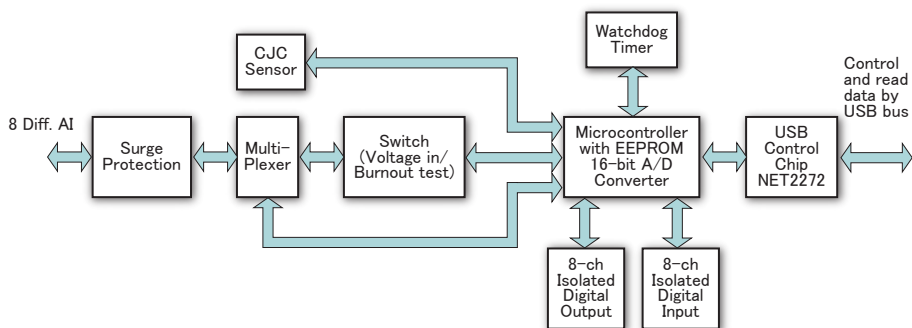 Watchdog
Timer
CJC
Sensor
Control
and read
data by
USB bus
8 Diff. AI
Surge
Protection
Multi-
Plexer
Switch
(Voltage in/
Burnout test)
Microcontroller
with EEPROM
16-bit A/D
Converter
USB
Control
Chip
NET2272
8-ch
Isolated
Digital
Output
8-ch
Isolated
Digital
Input